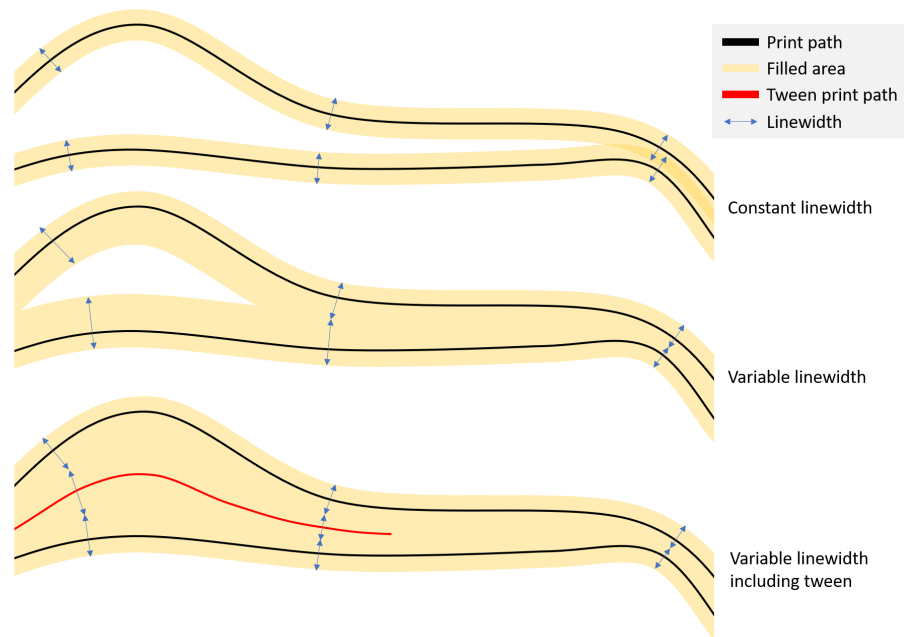 Print path
Filled area
Tween print path
Linewidth
Constant linewidth
Variable linewidth
Variable linewidth
including tween